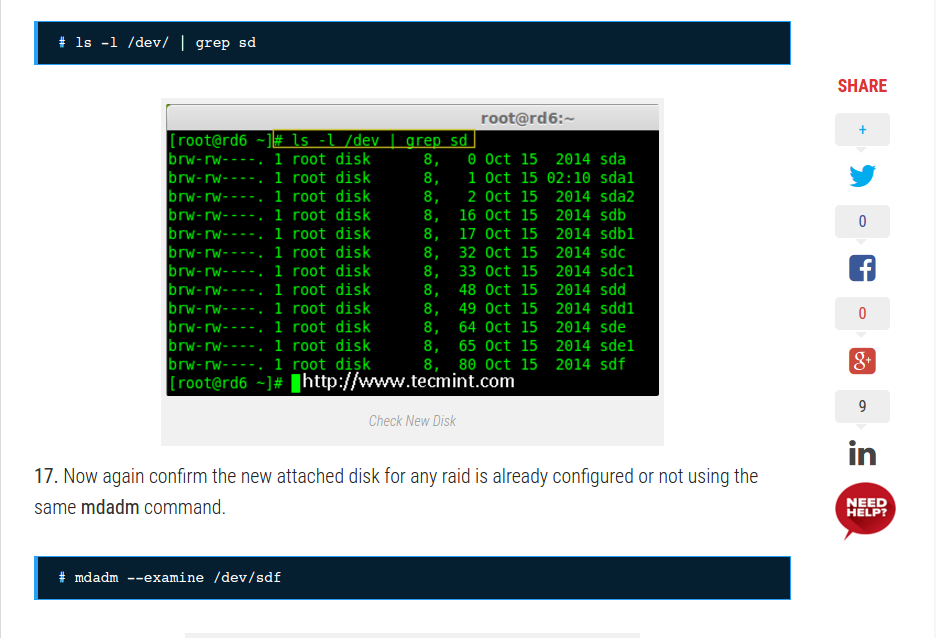 # ls -l /dev/ | grep sd
root@rd6:~
[root@rd6 ~]# ls -l /dev | grep sd
brw-rw----. 1 root disk 8, 0 Oct 15 2014 sda
brw-rw----. 1 root disk 8, 1 Oct 15 02:10 sda1
brw-rw----. 1 root disk 8, 2 Oct 15 2014 sda2
brw-rw----. 1 root disk 8, 16 Oct 15 2014 sdb
brw-rw----. 1 root disk 8, 17 Oct 15 2014 sdb1
brw-rw----. 1 root disk 8, 32 Oct 15 2014 sdc
brw-rw----. 1 root disk 8, 33 Oct 15 2014 sdc1
brw-rw----. 1 root disk 8, 48 Oct 15 2014 sdd
brw-rw----. 1 root disk 8, 49 Oct 15 2014 sdd1
brw-rw----. 1 root disk 8, 64 Oct 15 2014 sde
brw-rw----. 1 root disk 8, 65 Oct 15 2014 sde1
brw-rw----. 1 root disk 8, 80 Oct 15 2014 sdf
[root@rd6 ~]# http://www.tecmint.com
Check New Disk
17. Now again confirm the new attached disk for any raid is already configured or not using the
same mdadm command.
# mdadm --examine /dev/sdf
SHARE
+
0
f
0
g+
9
in
NEED
HELP?